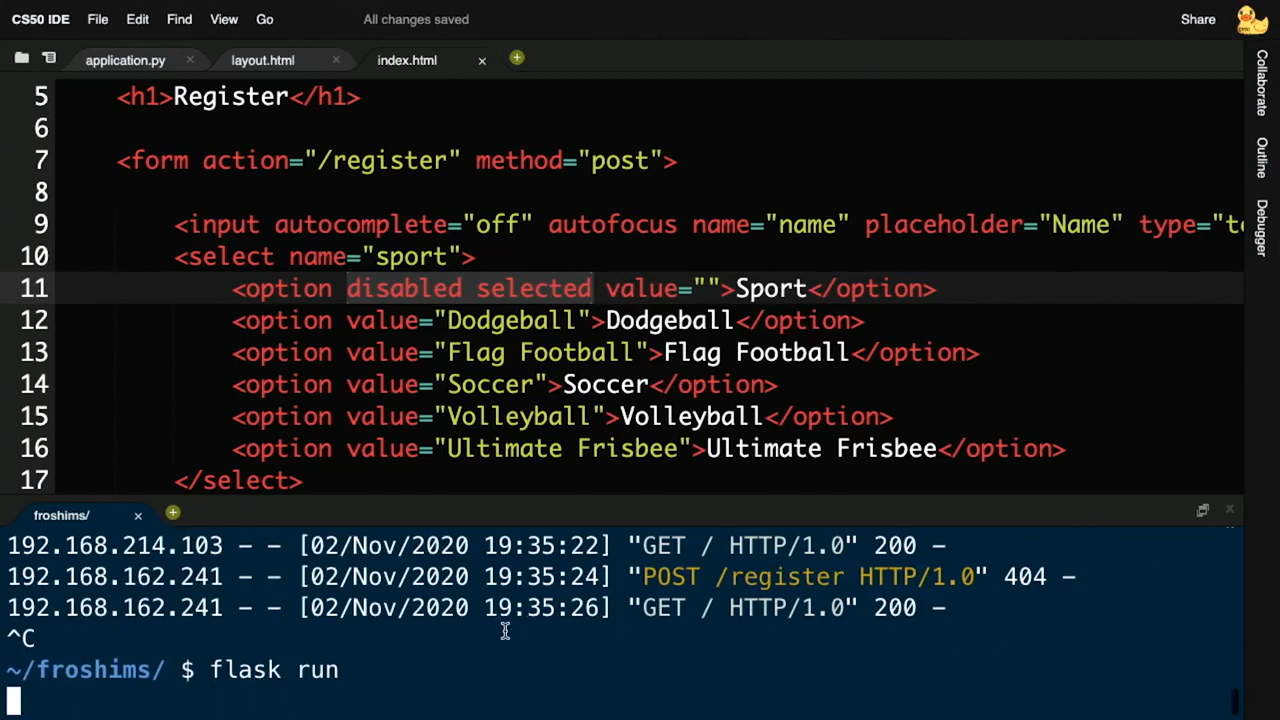 CS50 IDE File Edit Find View Go All changes saved Share
application.py × layout.html × index.html ×
Collaborate
Outline
Debugger
5 <h1>Register</h1>
6
7 <form action="/register" method="post">
8
9 <input autocomplete="off" autofocus name="name" placeholder="Name" type="te
10 <select name="sport">
11 <option disabled selected value="">Sport</option>
12 <option value="Dodgeball">Dodgeball</option>
13 <option value="Flag Football">Flag Football</option>
14 <option value="Soccer">Soccer</option>
15 <option value="Volleyball">Volleyball</option>
16 <option value="Ultimate Frisbee">Ultimate Frisbee</option>
17 </select>
froshims/ ×
192.168.214.103 - - [02/Nov/2020 19:35:22] "GET / HTTP/1.0" 200 -
192.168.162.241 - - [02/Nov/2020 19:35:24] "POST /register HTTP/1.0" 404 -
192.168.162.241 - - [02/Nov/2020 19:35:26] "GET / HTTP/1.0" 200 -
^C
~/froshims/ $ flask run